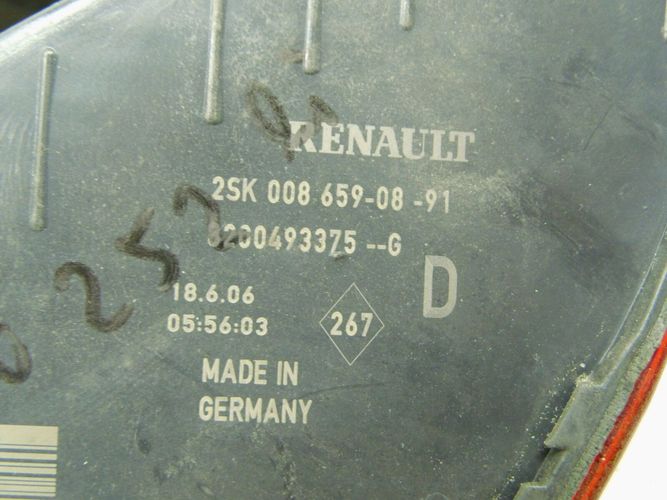 RENAULT
2SK 008 659-08 -91
8200493375 --G
D
18.6.06
05:56:03
267
MADE IN
GERMANY